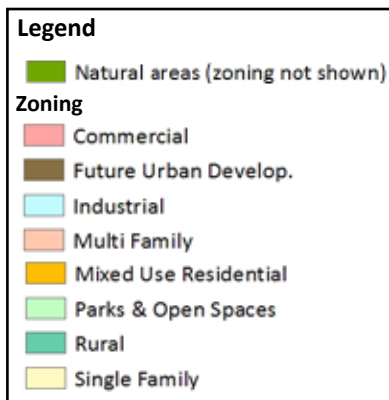 Legend
Natural areas (zoning not shown)
Zoning
Commercial
Future Urban Develop.
Industrial
Multi Family
Mixed Use Residential
Parks & Open Spaces
Rural
Single Family